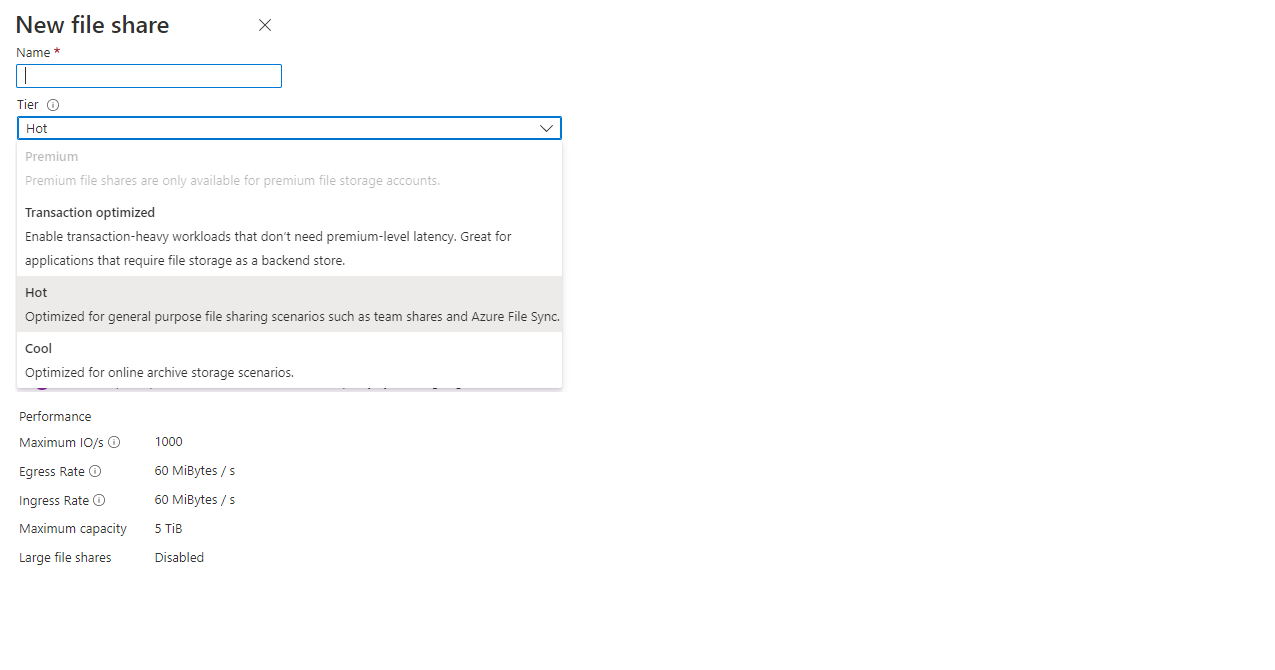 New file share
Name *
Tier
Hot
Premium
Premium file shares are only available for premium file storage accounts.
Transaction optimized
Enable transaction-heavy workloads that don't need premium-level latency. Great for
applications that require file storage as a backend store.
Hot
Optimized for general purpose file sharing scenarios such as team shares and Azure File Sync.
Cool
Optimized for online archive storage scenarios.
Performance
Maximum IO/s 1000
Egress Rate 60 MiBytes / s
Ingress Rate 60 MiBytes / s
Maximum capacity 5 TiB
Large file shares Disabled